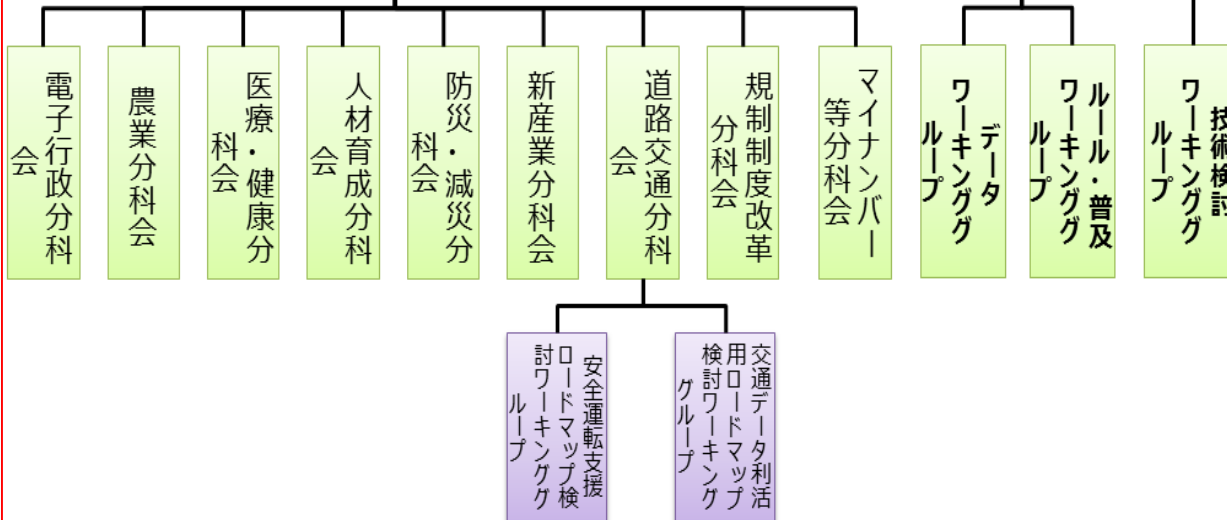 電子行政分科
会
農業分科会
医療・健康分
科会
人材育成分科
会
防災・減災分
科会
新産業分科会
道路交通分科
会
規制制度改革
分科会
マイナンバー
等分科会
データ
ワーキンググ
ループ
ルール・普及
ワーキンググ
ループ
技術検討
ワーキンググ
ループ
安全運転支援
ロードマップ検
討ワーキンググ
ループ
交通データ利活
用ロードマップ
検討ワーキング
グループ